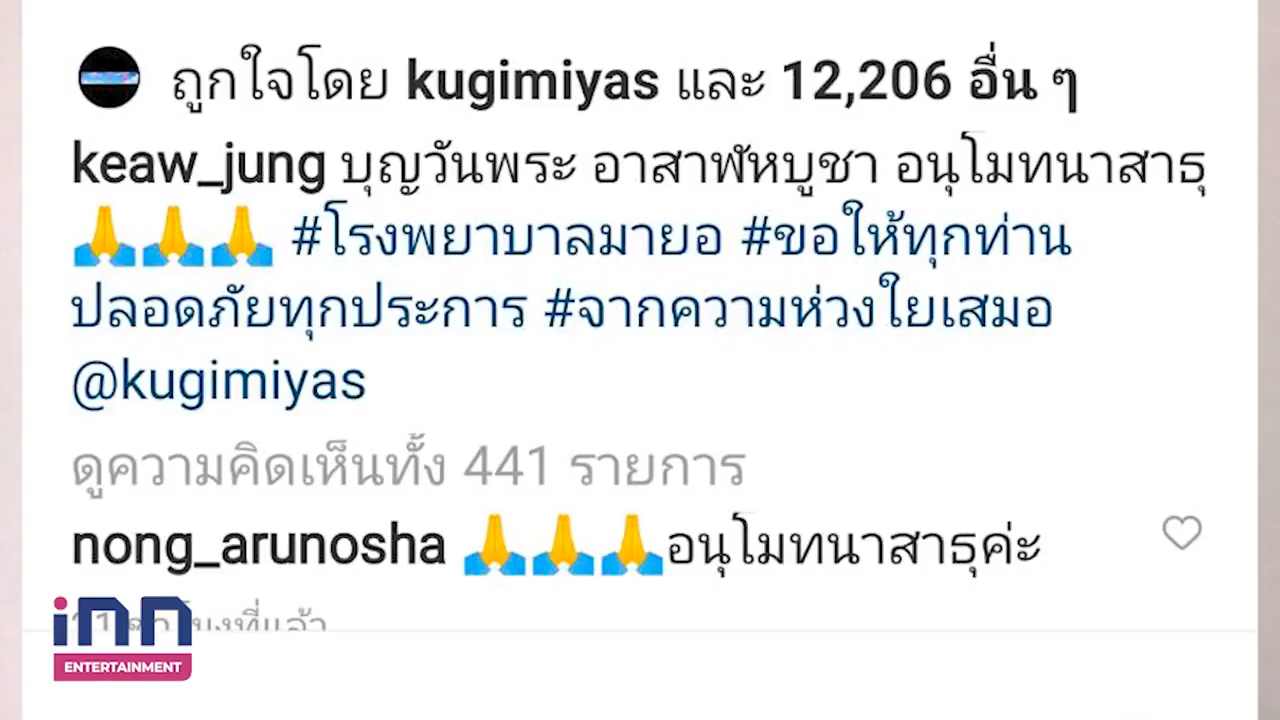 ถูกใจโดย kugimiyas และ 12,206 อื่น ๆ
keaw_jung บุญวันพระ อาสาฬหบูชา อนุโมทนาสาธุ
🙏🙏🙏 #โรงพยาบาลมายอ #ขอให้ทุกท่าน
ปลอดภัยทุกประการ #จากความห่วงใยเสมอ
@kugimiyas
ดูความคิดเห็นทั้ง 441 รายการ
nong_arunosha 🙏🙏🙏อนุโมทนาสาธุค่ะ
ที่แล้ว
inn
ENTERTAINMENT